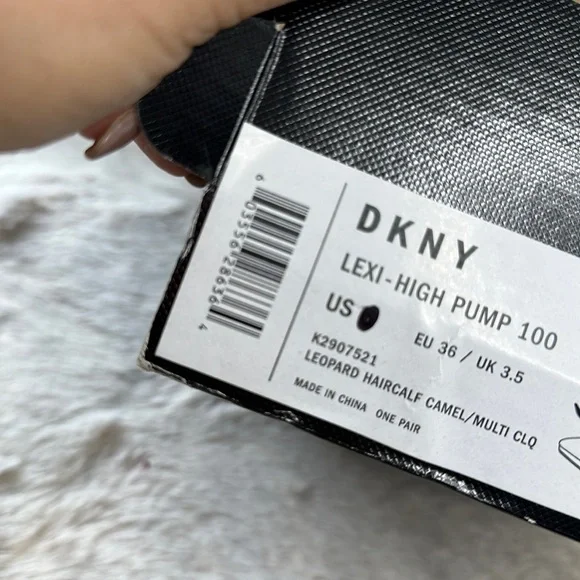 DKNY
LEXI-HIGH PUMP 100
US
EU 36 / UK 3.5
K2907521
LEOPARD HAIRCALF CAMEL/MULTI CLQ
MADE IN CHINA ONE PAIR